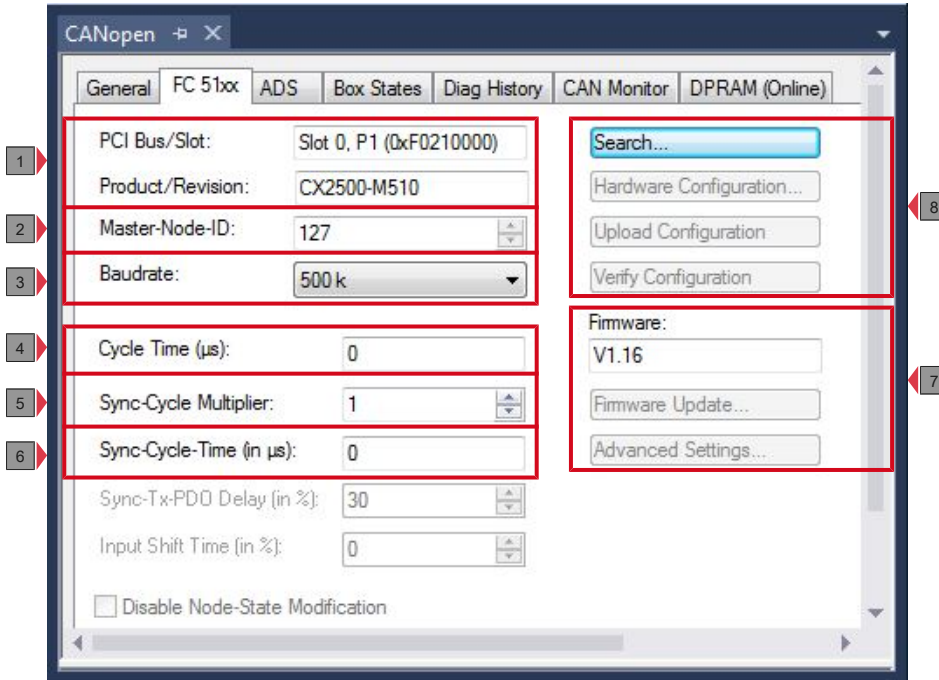 CANopen
General FC 51xx ADS Box States Diag History CAN Monitor DPRAM (Online)
1
PCI Bus/Slot: Slot 0, P1 (0xF0210000)
Product/Revision: CX2500-M510
2
Master-Node-ID: 127
3
Baudrate: 500 k
4
Cycle Time (µs): 0
5
Sync-Cycle Multiplier: 1
6
Sync-Cycle-Time (in µs): 0
Sync-Tx-PDO Delay (in %): 30
Input Shift Time (in %): 0
Disable Node-State Modification
Search...
Hardware Configuration...
Upload Configuration
Verify Configuration
8
Firmware:
V1.16
Firmware Update...
Advanced Settings...
7